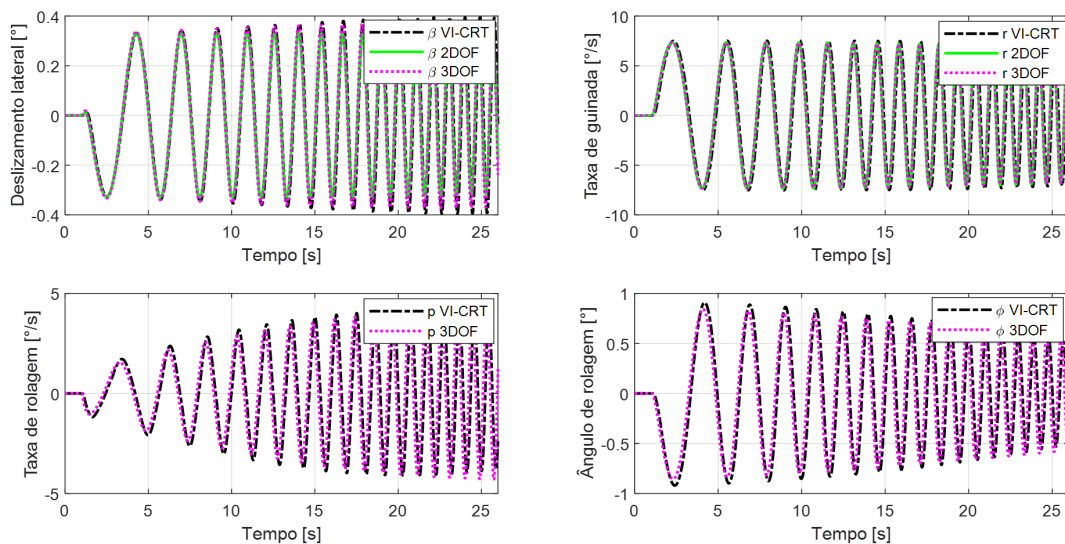 Deslizamento lateral [°]
0.4
0.2
0
-0.2
-0.4
β VI-CRT
β 2DOF
β 3DOF
0 5 10 15 20 25
Tempo [s]
Taxa de guinada [°/s]
10
5
0
-5
-10
r VI-CRT
r 2DOF
r 3DOF
0 5 10 15 20 25
Tempo [s]
Taxa de rolagem [°/s]
5
0
-5
p VI-CRT
p 3DOF
0 5 10 15 20 25
Tempo [s]
Ângulo de rolagem [°]
1
0.5
0
-0.5
-1
ϕ VI-CRT
ϕ 3DOF
0 5 10 15 20 25
Tempo [s]